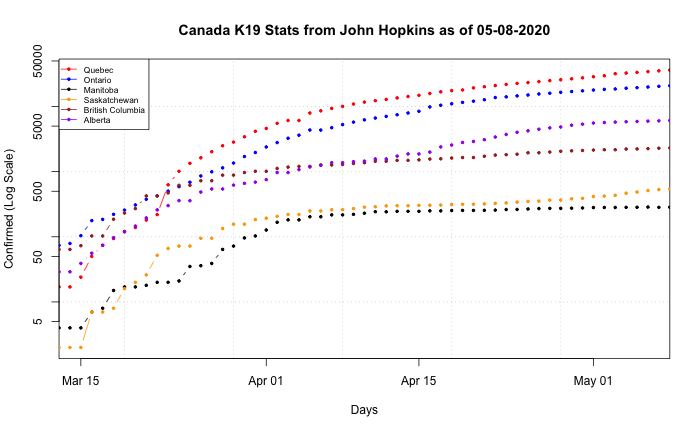 Canada K19 Stats from John Hopkins as of 05-08-2020
Confirmed (Log Scale)
50000
5000
500
50
5
Quebec
Ontario
Manitoba
Saskatchewan
British Columbia
Alberta
Mar 15
Apr 01
Apr 15
May 01
Days